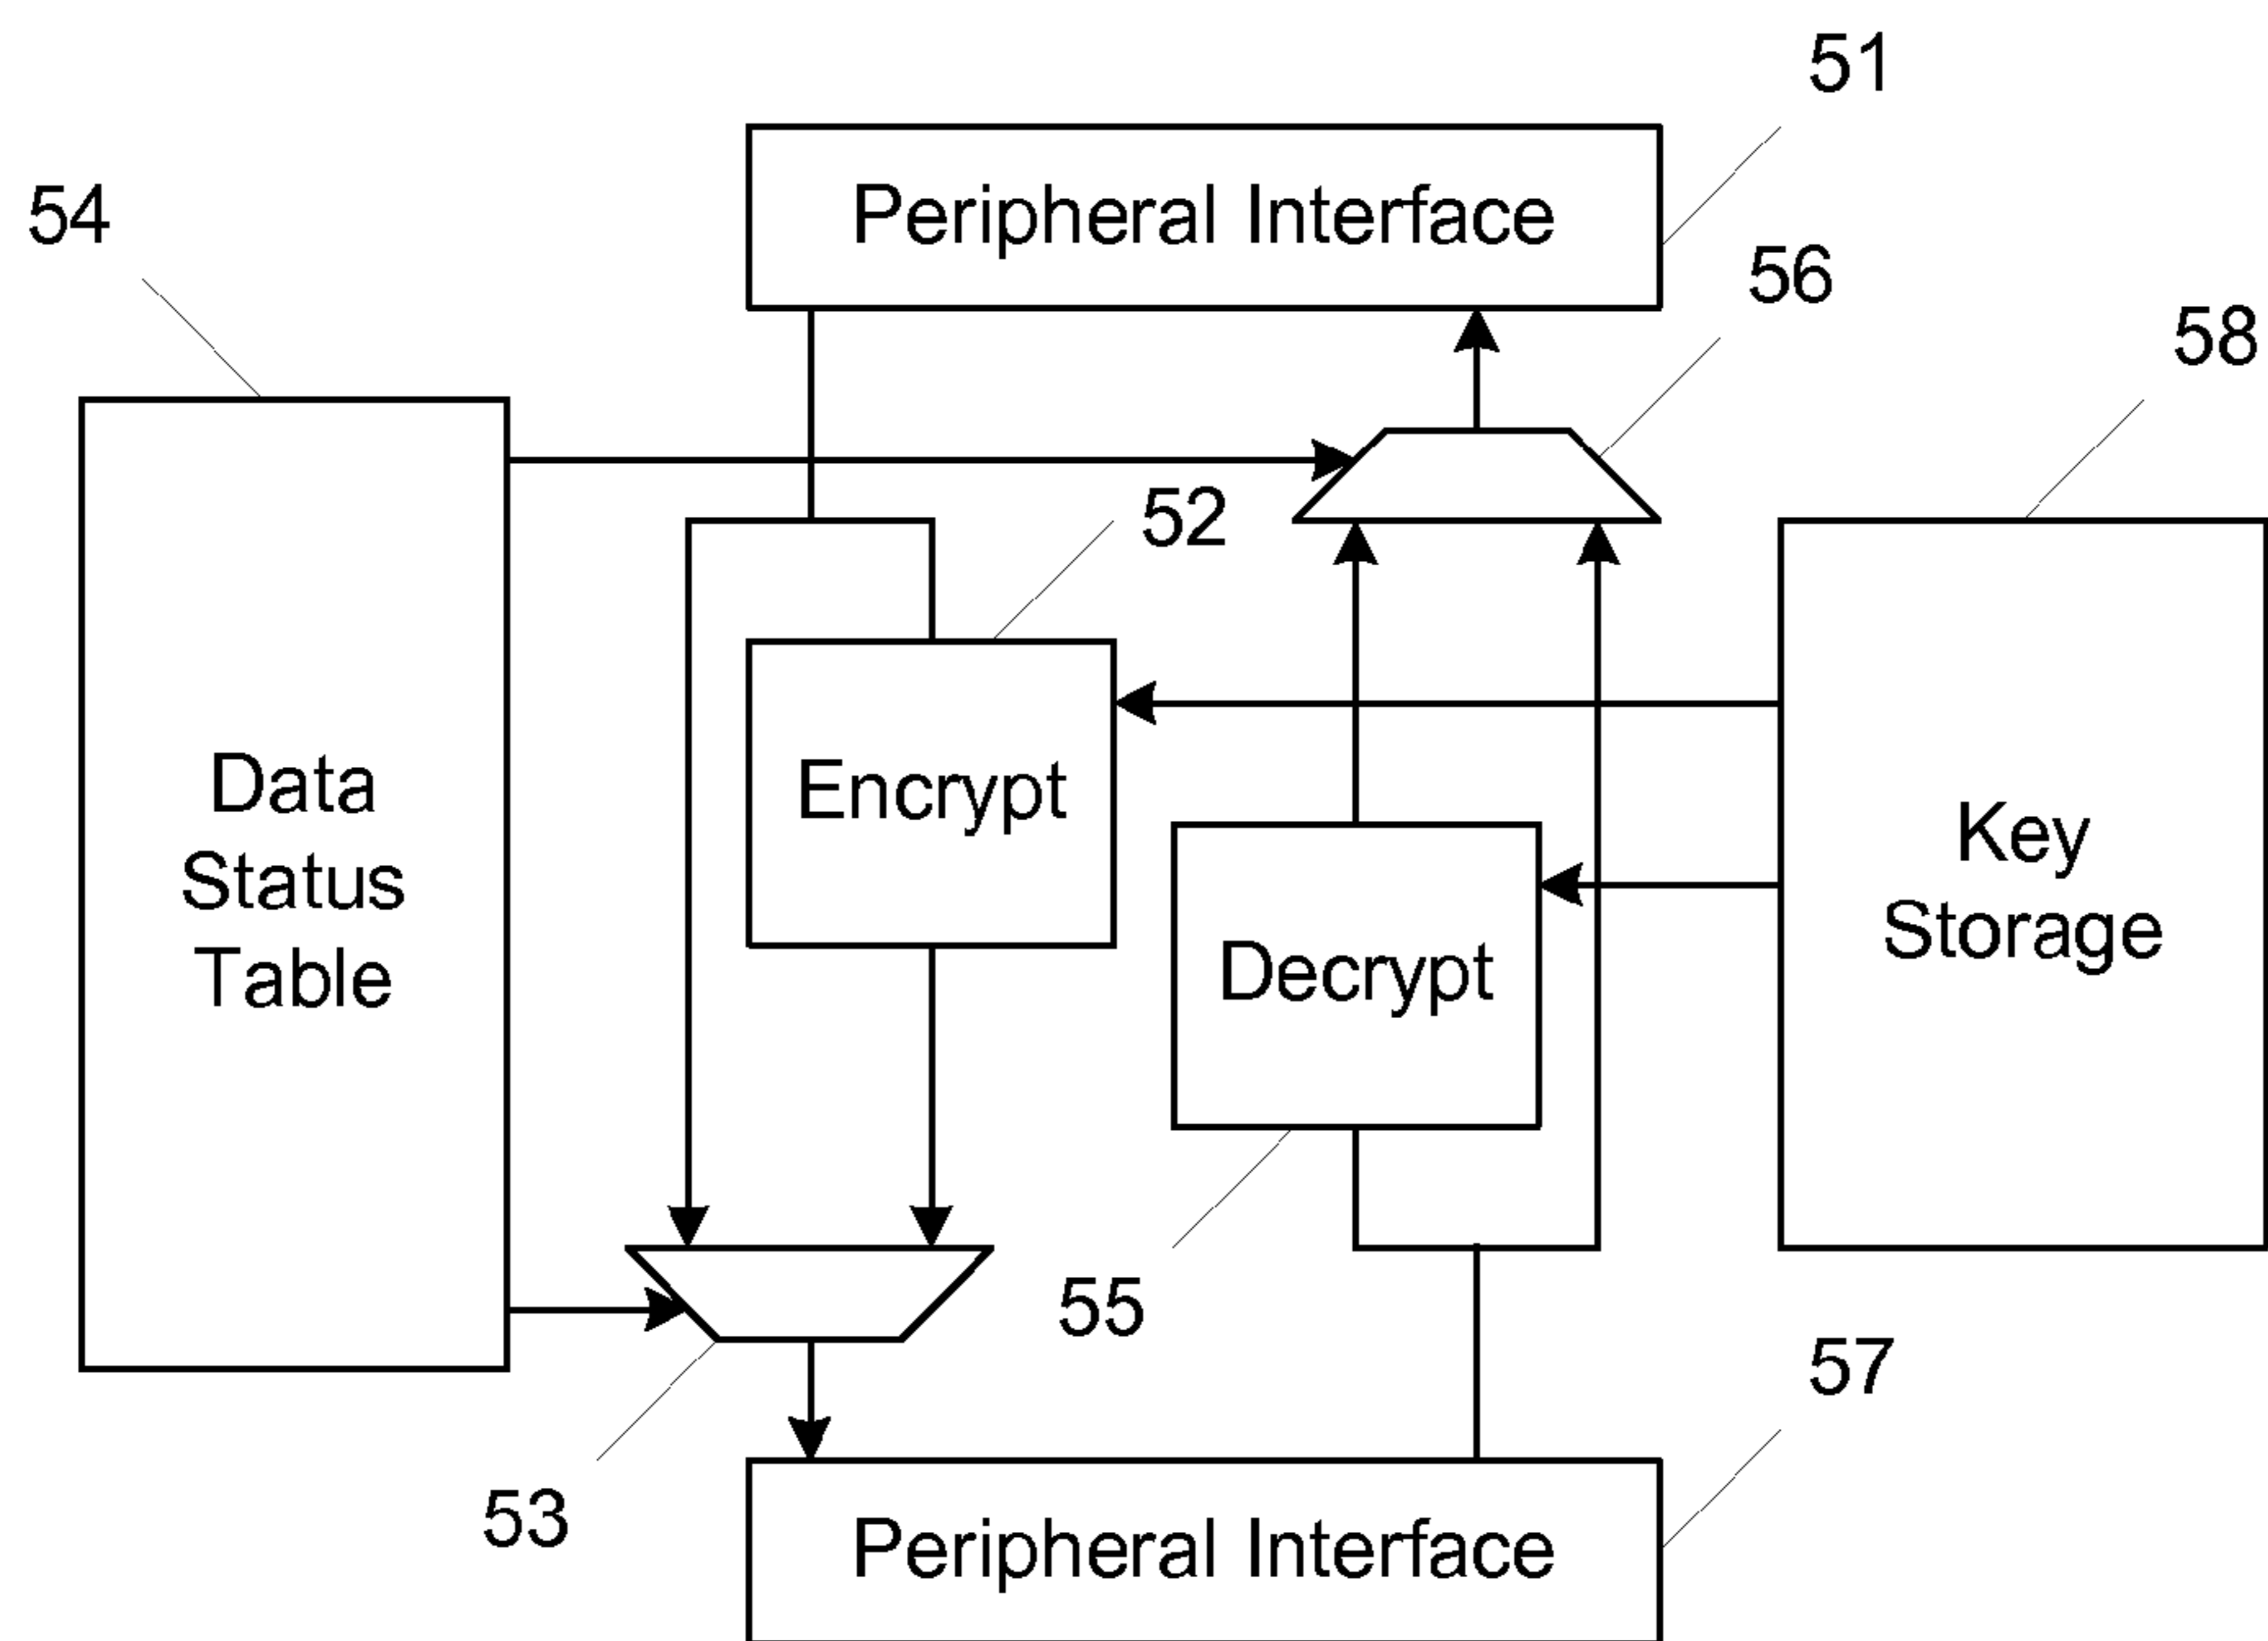 51
Peripheral Interface
54
56
58
52
Encrypt
Data
Status
Table
Key
Storage
Decrypt
55
57
53
Peripheral Interface